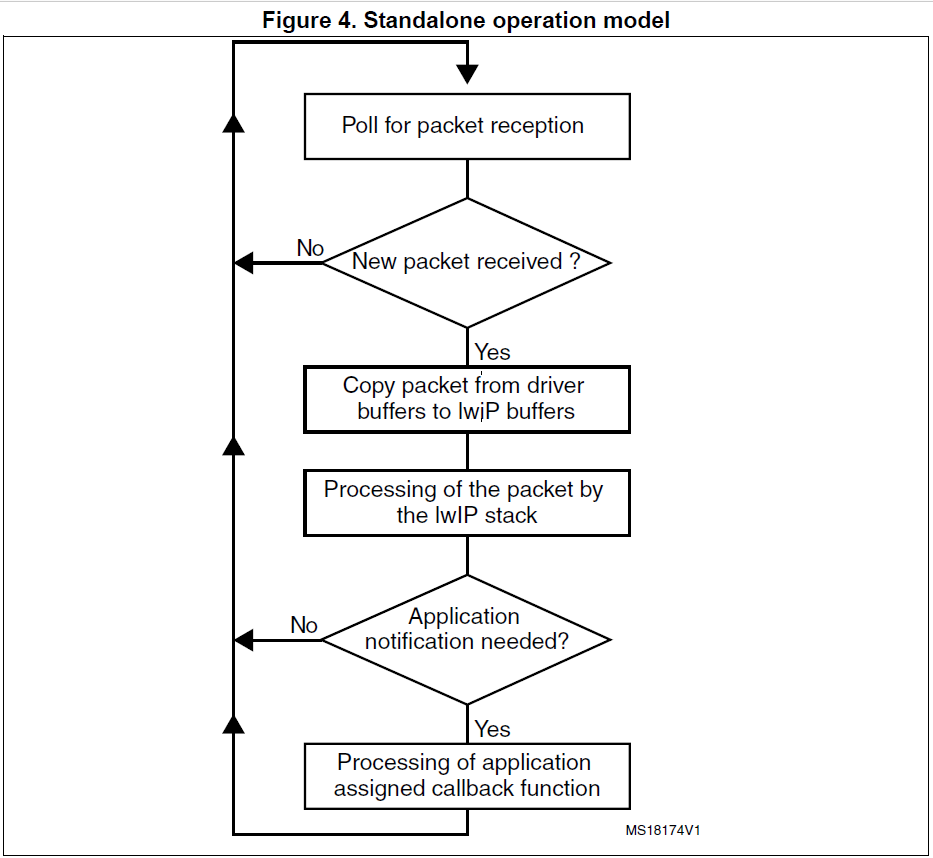 Figure 4. Standalone operation model
Poll for packet reception
No
New packet received ?
Yes
Copy packet from driver
buffers to lwiP buffers
Processing of the packet by
the lwIP stack
No
Application
notification needed?
Yes
Processing of application
assigned callback function
MS18174V1